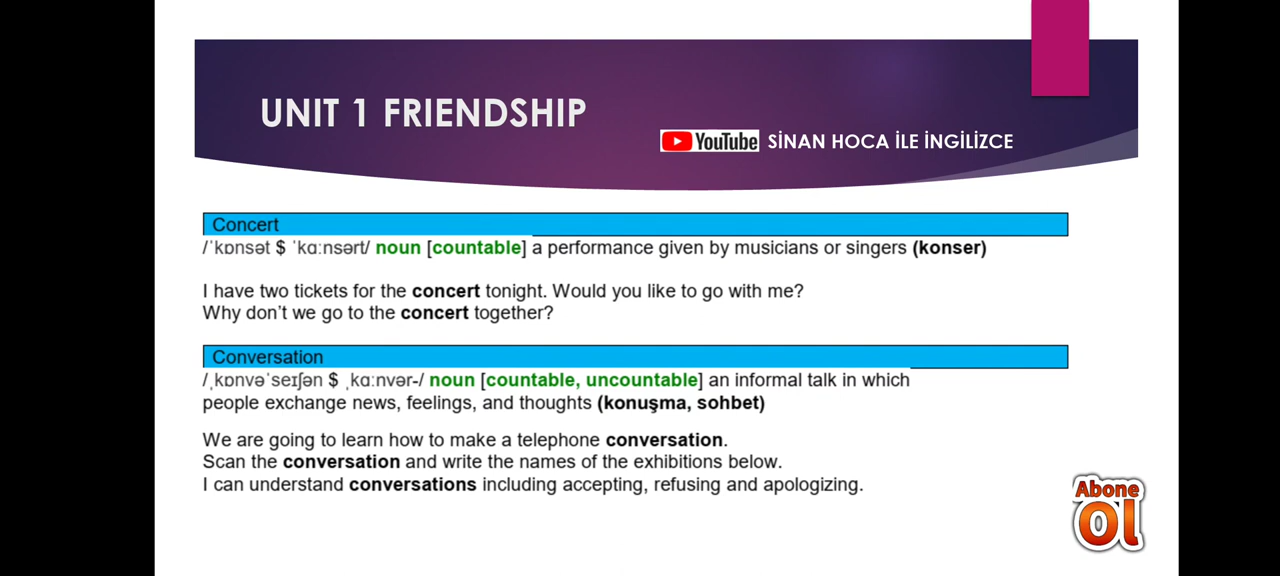 UNIT 1 FRIENDSHIP
YouTube SİNAN HOCA İLE İNGİLİZCE
Concert
/ˈkɒnsət $ ˈkɑːnsərt/ noun [countable] a performance given by musicians or singers (konser)
I have two tickets for the concert tonight. Would you like to go with me?
Why don’t we go to the concert together?
Conversation
/ˌkɒnvəˈseɪʃən $ ˌkɑːnvər-/ noun [countable, uncountable] an informal talk in which
people exchange news, feelings, and thoughts (konuşma, sohbet)
We are going to learn how to make a telephone conversation.
Scan the conversation and write the names of the exhibitions below.
I can understand conversations including accepting, refusing and apologizing.
Abone
Ol